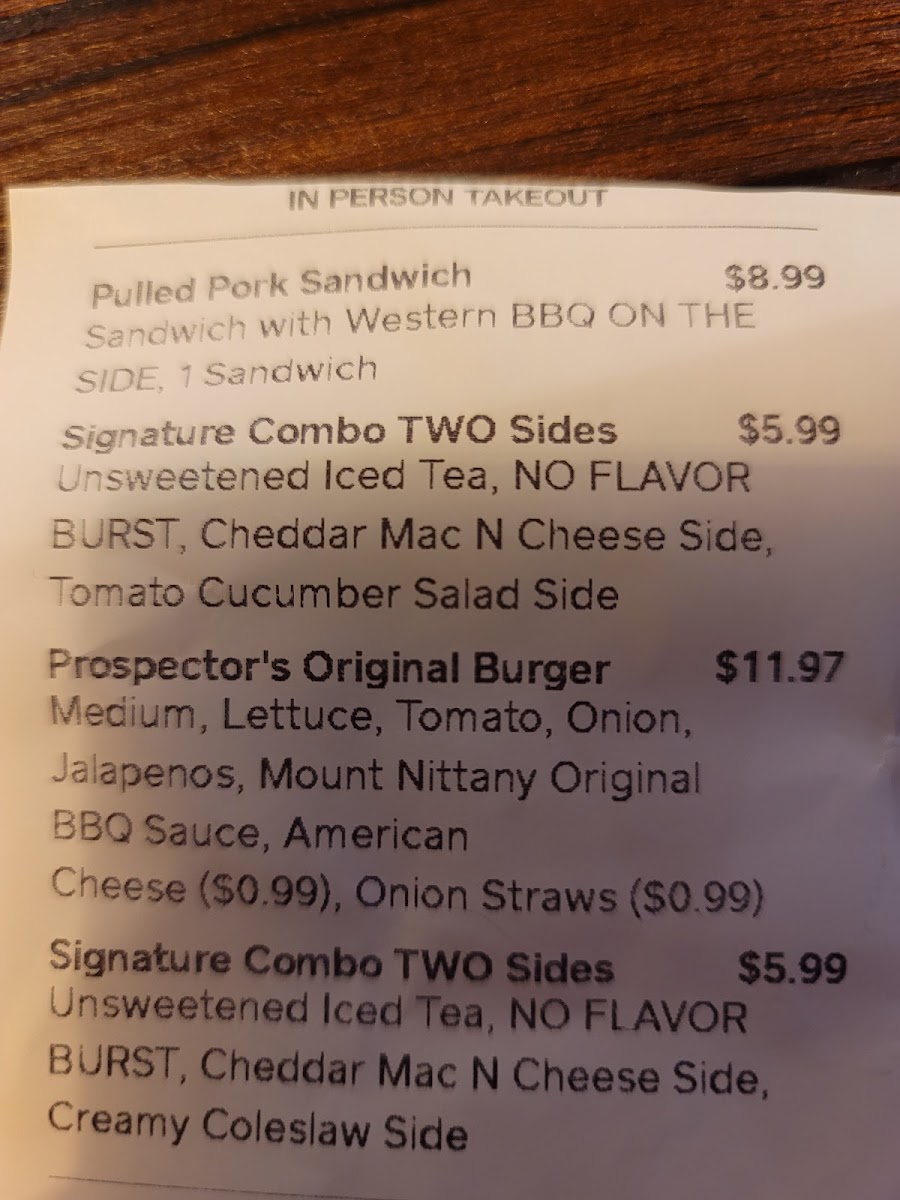 IN PERSON TAKEOUT
Pulled Pork Sandwich $8.99
Sandwich with Western BBQ ON THE
SIDE, 1 Sandwich
Signature Combo TWO Sides $5.99
Unsweetened Iced Tea, NO FLAVOR
BURST, Cheddar Mac N Cheese Side,
Tomato Cucumber Salad Side
Prospector's Original Burger $11.97
Medium, Lettuce, Tomato, Onion,
Jalapenos, Mount Nittany Original
BBQ Sauce, American
Cheese ($0.99), Onion Straws ($0.99)
Signature Combo TWO Sides $5.99
Unsweetened Iced Tea, NO FLAVOR
BURST, Cheddar Mac N Cheese Side,
Creamy Coleslaw Side